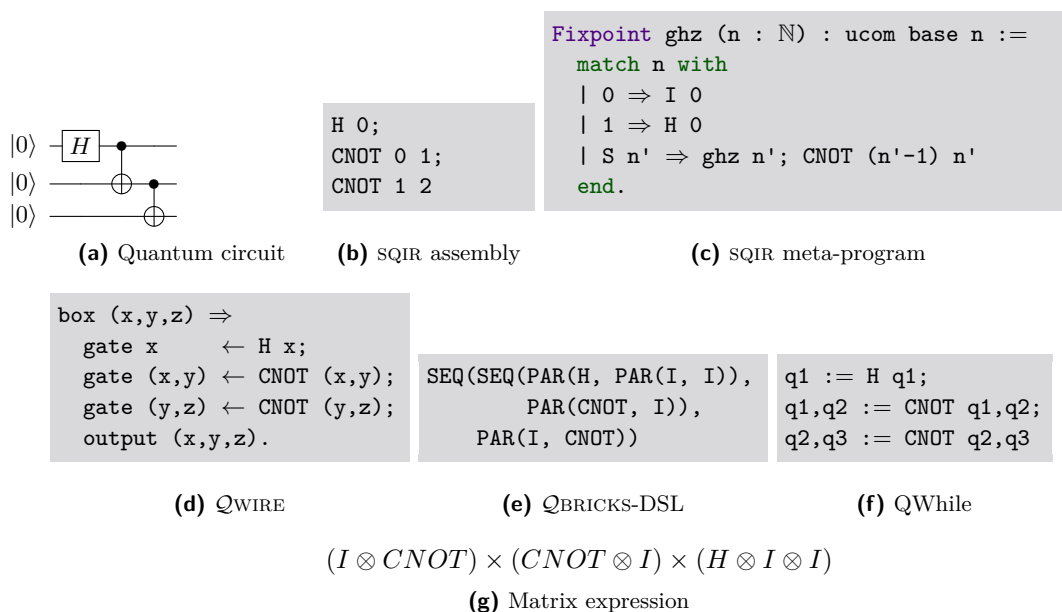 |0⟩ H
|0⟩
|0⟩
(a) Quantum circuit
H 0;
CNOT 0 1;
CNOT 1 2
(b) SQIR assembly
Fixpoint ghz (n : ℕ) : ucom base n :=
match n with
| 0 ⇒ I 0
| 1 ⇒ H 0
| S n' ⇒ ghz n'; CNOT (n'-1) n'
end.
(c) SQIR meta-program
box (x,y,z) ⇒
gate x ← H x;
gate (x,y) ← CNOT (x,y);
gate (y,z) ← CNOT (y,z);
output (x,y,z).
(d) QWIRE
SEQ(SEQ(PAR(H, PAR(I, I)),
PAR(CNOT, I)),
PAR(I, CNOT))
(e) QBRICKS-DSL
q1 := H q1;
q1,q2 := CNOT q1,q2;
q2,q3 := CNOT q2,q3
(f) QWhile
(I ⊗ CNOT) × (CNOT ⊗ I) × (H ⊗ I ⊗ I)
(g) Matrix expression